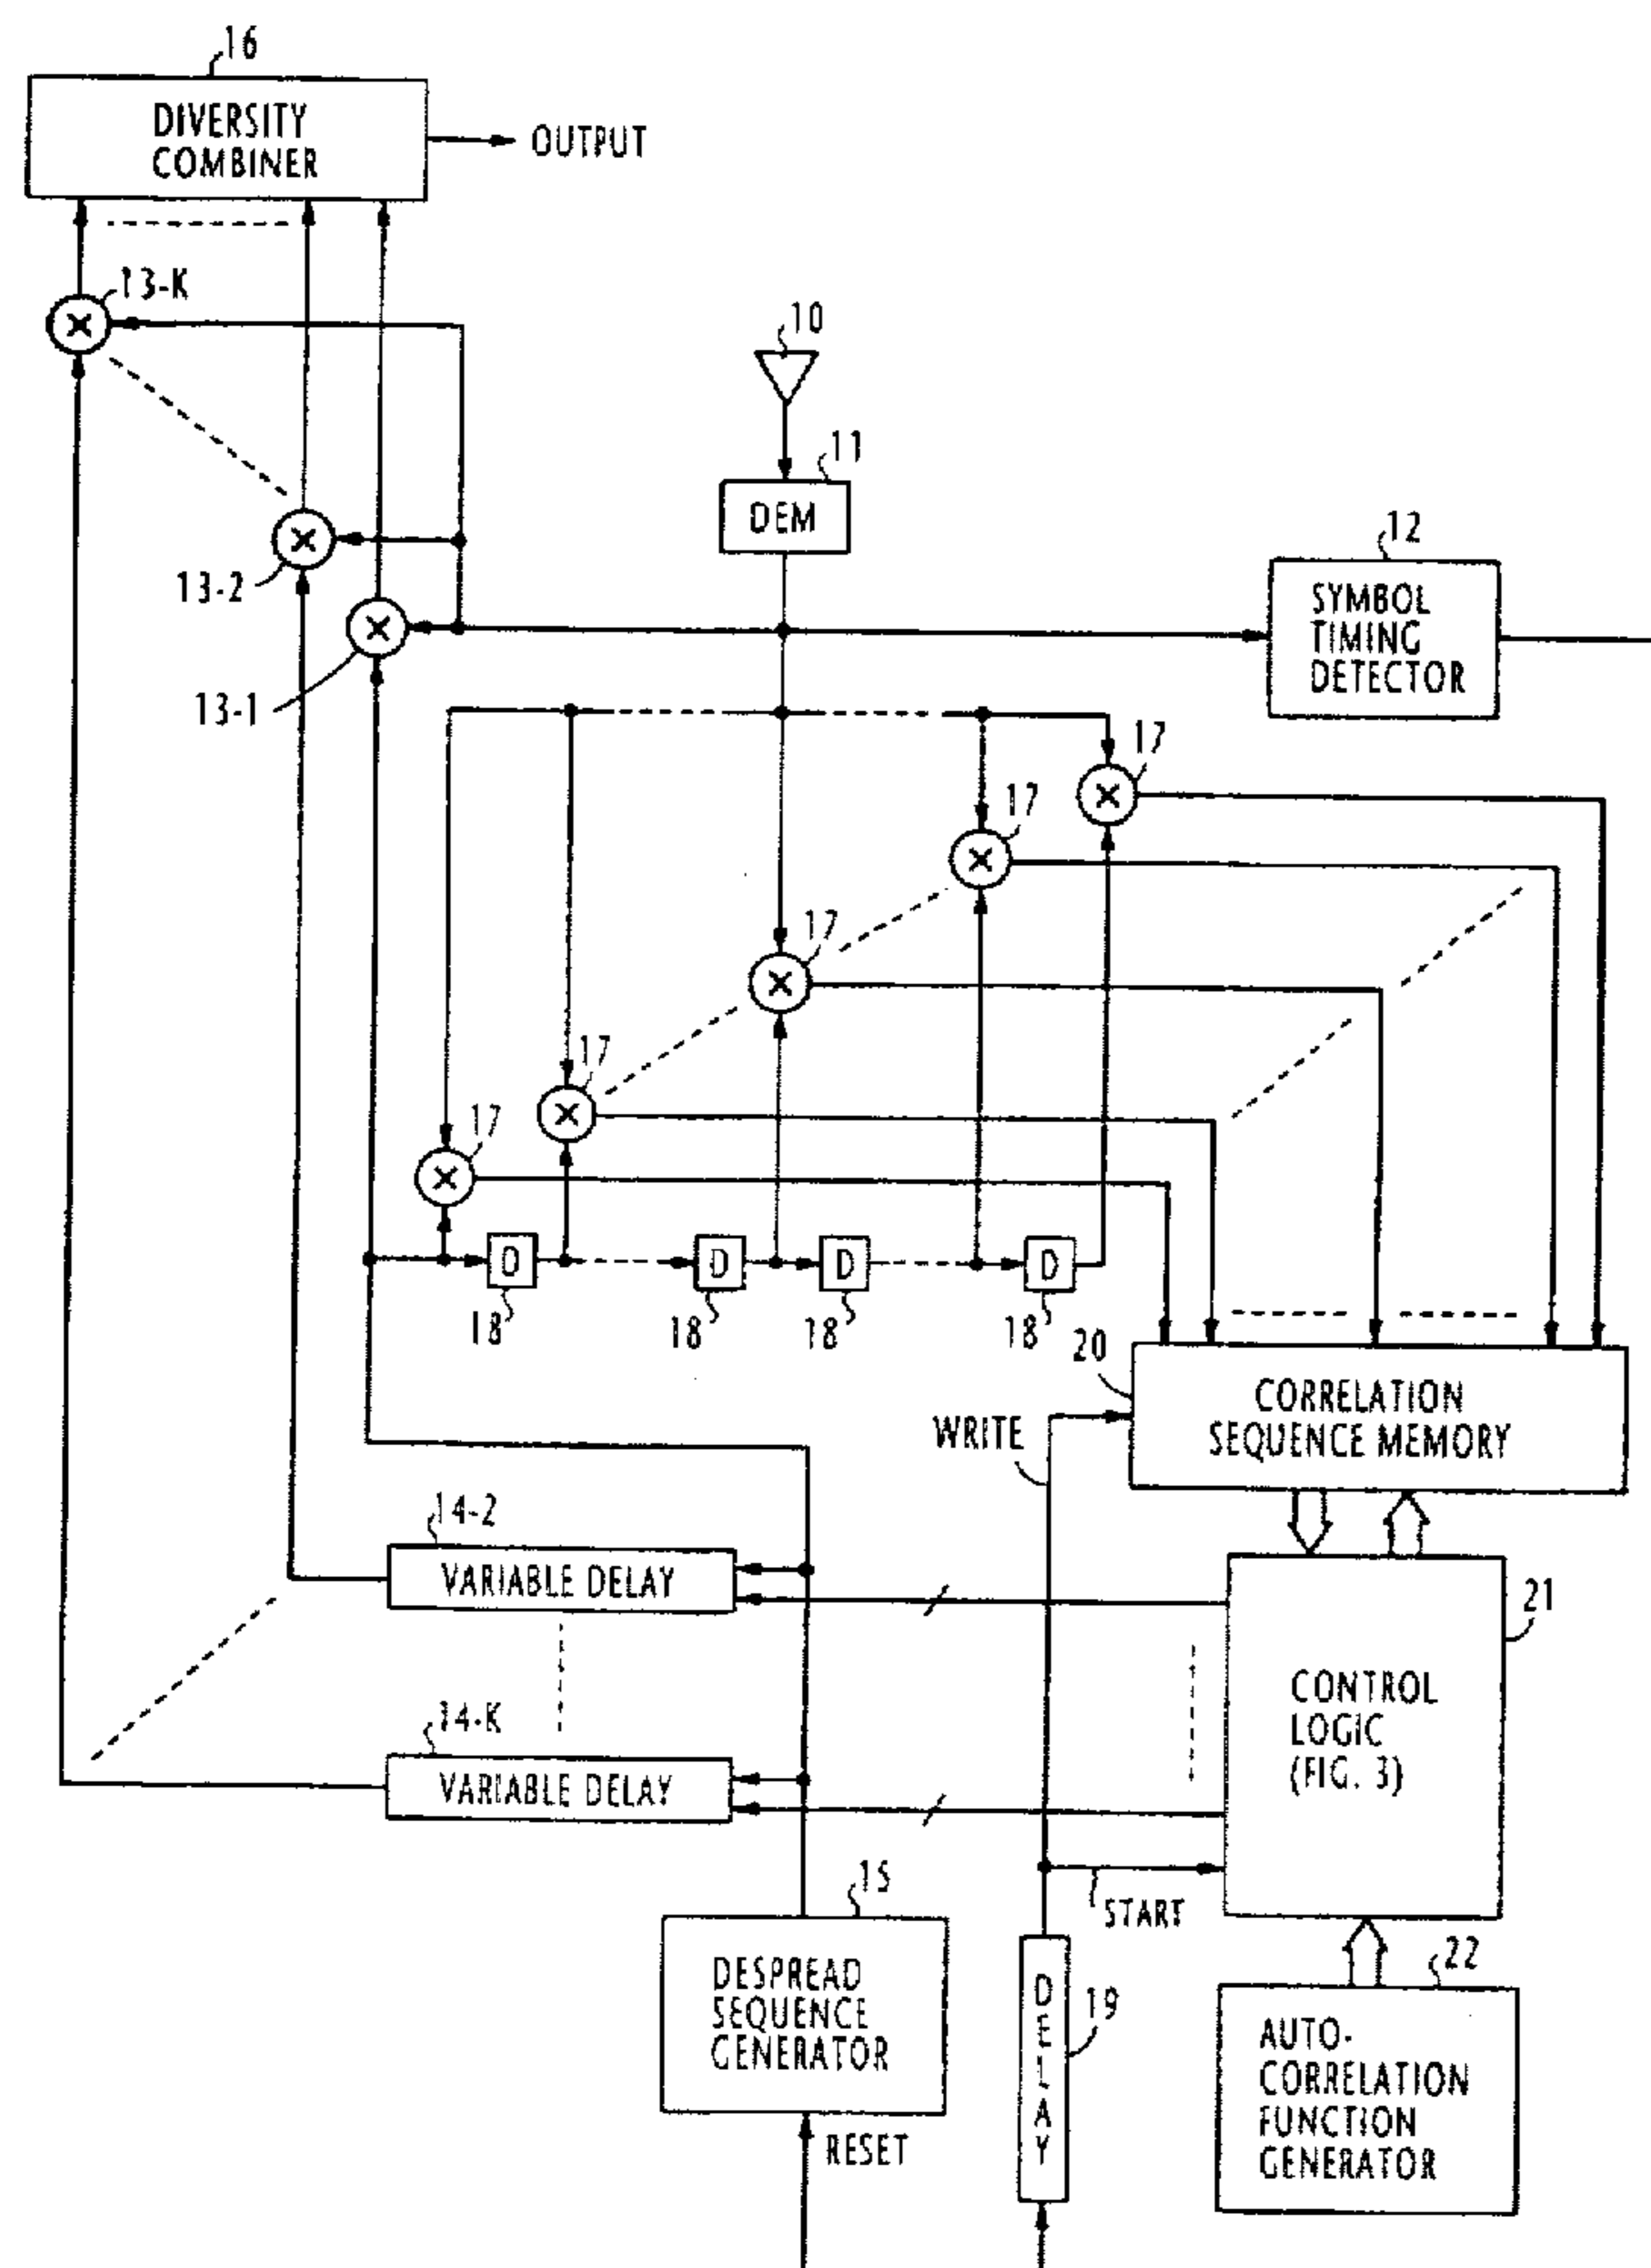 16
DIVERSITY
COMBINER
OUTPUT
13-K
10
11
DEM
12
SYMBOL
TIMING
DETECTOR
13-2
13-1
17
17
17
17
17
D
D
D
D
18
18
18
18
20
CORRELATION
SEQUENCE MEMORY
WRITE
14-2
VARIABLE DELAY
21
CONTROL
LOGIC
(FIG. 3)
14-K
VARIABLE DELAY
START
15
DESPREAD
SEQUENCE
GENERATOR
DELAY
19
22
AUTO-
CORRELATION
FUNCTION
GENERATOR
RESET